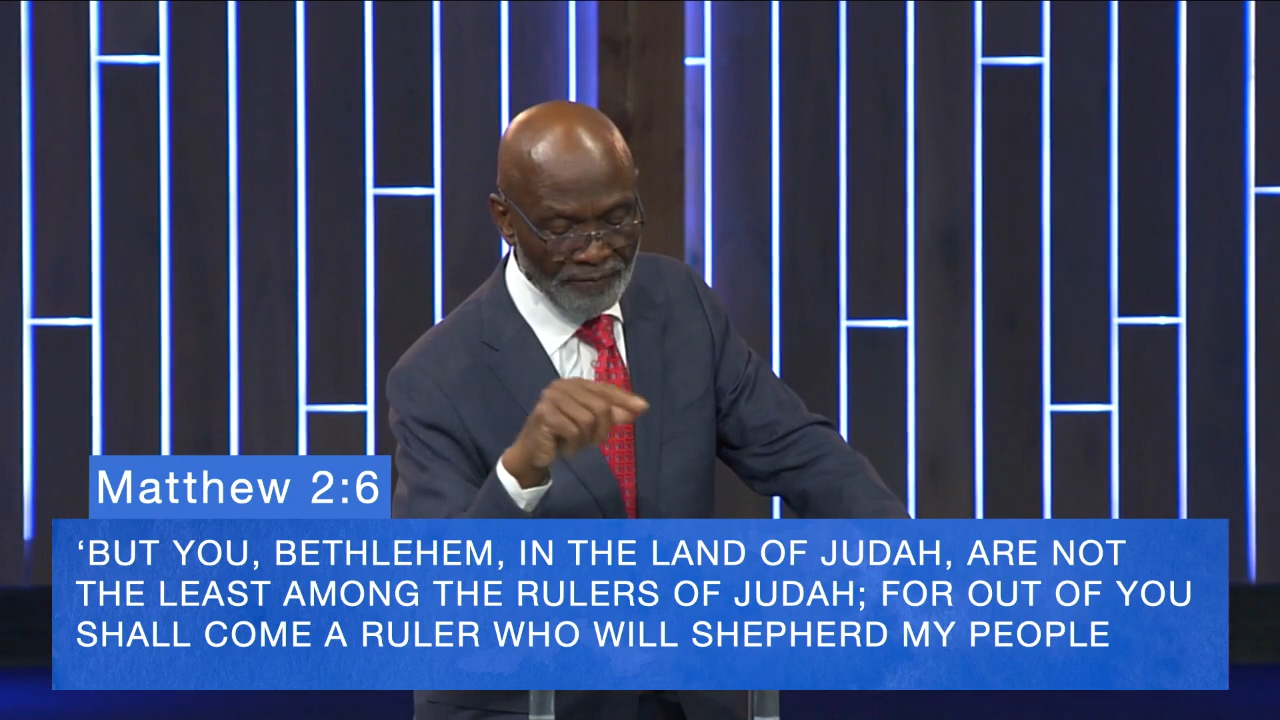 Matthew 2:6
‘BUT YOU, BETHLEHEM, IN THE LAND OF JUDAH, ARE NOT
THE LEAST AMONG THE RULERS OF JUDAH; FOR OUT OF YOU
SHALL COME A RULER WHO WILL SHEPHERD MY PEOPLE